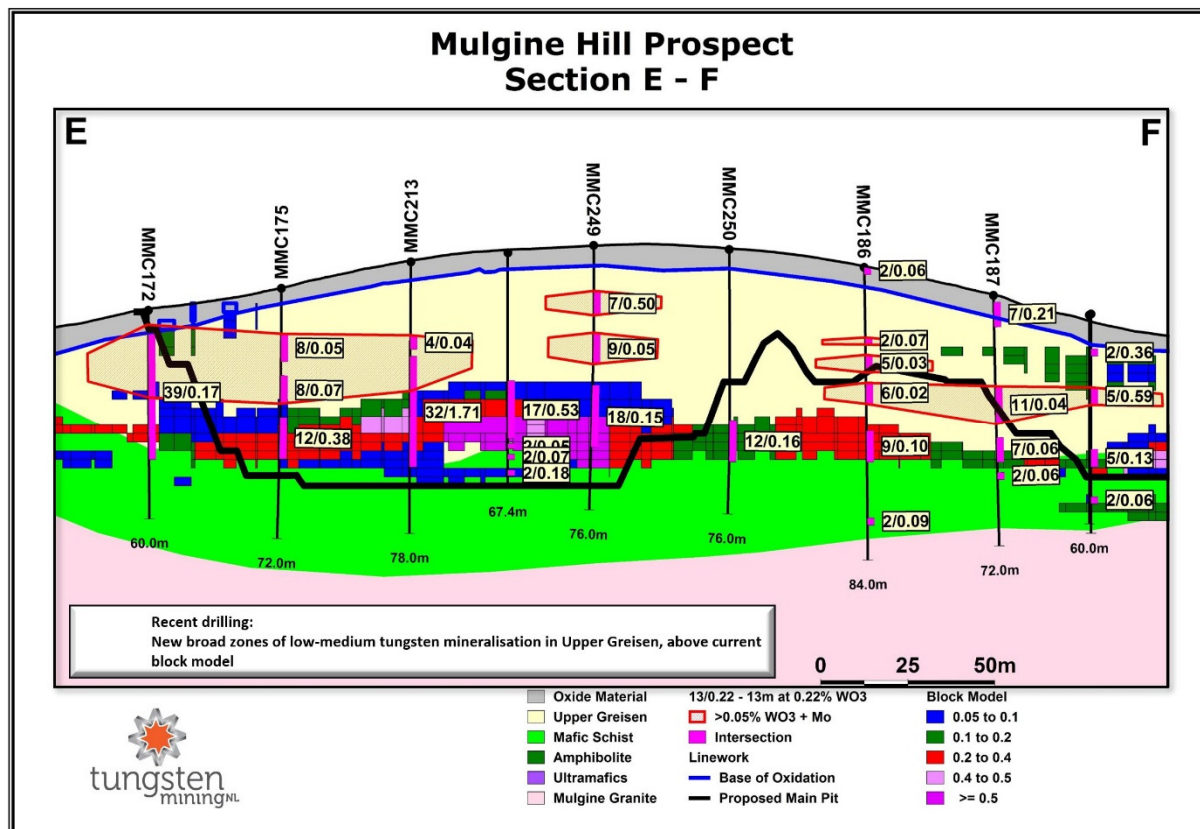 Mulgine Hill Prospect
Section E - F
E
F
MMC172
MMC175
MMC213
MMC249
MMC250
MMC186
MMC187
2/0.06
7/0.50
7/0.21
8/0.05
4/0.04
9/0.05
2/0.07
5/0.03
2/0.36
39/0.17
8/0.07
6/0.02
11/0.04
5/0.59
12/0.38
32/1.71
17/0.53
18/0.15
12/0.16
9/0.10
7/0.06
5/0.13
2/0.05
2/0.07
2/0.18
2/0.06
2/0.06
2/0.09
60.0m
72.0m
78.0m
67.4m
76.0m
76.0m
84.0m
72.0m
60.0m
Recent drilling:
New broad zones of low-medium tungsten mineralisation in Upper Greisen, above current
block model
0 25 50m
Oxide Material
Upper Greisen
Mafic Schist
Amphibolite
Ultramafics
Mulgine Granite
13/0.22 - 13m at 0.22% WO3
>0.05% WO3 + Mo
Intersection
Linework
Base of Oxidation
Proposed Main Pit
Block Model
0.05 to 0.1
0.1 to 0.2
0.2 to 0.4
0.4 to 0.5
>= 0.5
tungsten
mining NL